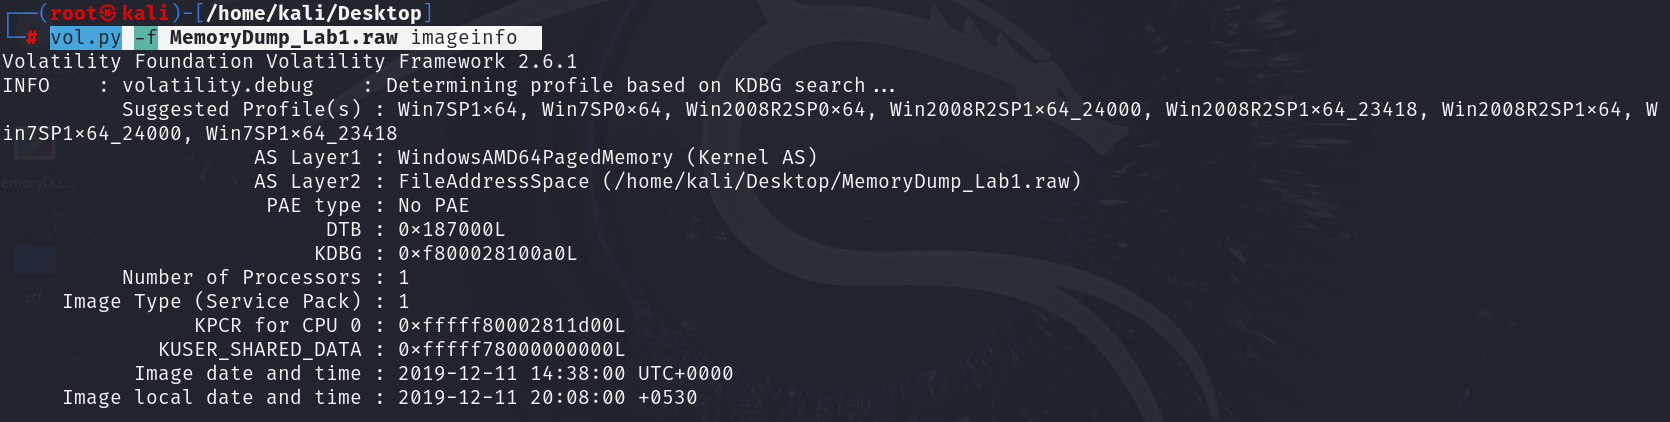 ┌──(root㉿kali)-[/home/kali/Desktop]
└─# vol.py -f MemoryDump_Lab1.raw imageinfo
Volatility Foundation Volatility Framework 2.6.1
INFO    : volatility.debug    : Determining profile based on KDBG search...
Suggested Profile(s) : Win7SP1x64, Win7SP0x64, Win2008R2SP0x64, Win2008R2SP1x64_24000, Win2008R2SP1x64_23418, Win2008R2SP1x64, W
in7SP1x64_24000, Win7SP1x64_23418
AS Layer1 : WindowsAMD64PagedMemory (Kernel AS)
AS Layer2 : FileAddressSpace (/home/kali/Desktop/MemoryDump_Lab1.raw)
PAE type : No PAE
DTB : 0x187000L
KDBG : 0xf800028100a0L
Number of Processors : 1
Image Type (Service Pack) : 1
KPCR for CPU 0 : 0xfffff80002811d00L
KUSER_SHARED_DATA : 0xfffff78000000000L
Image date and time : 2019-12-11 14:38:00 UTC+0000
Image local date and time : 2019-12-11 20:08:00 +0530
emoryDu...
ctf